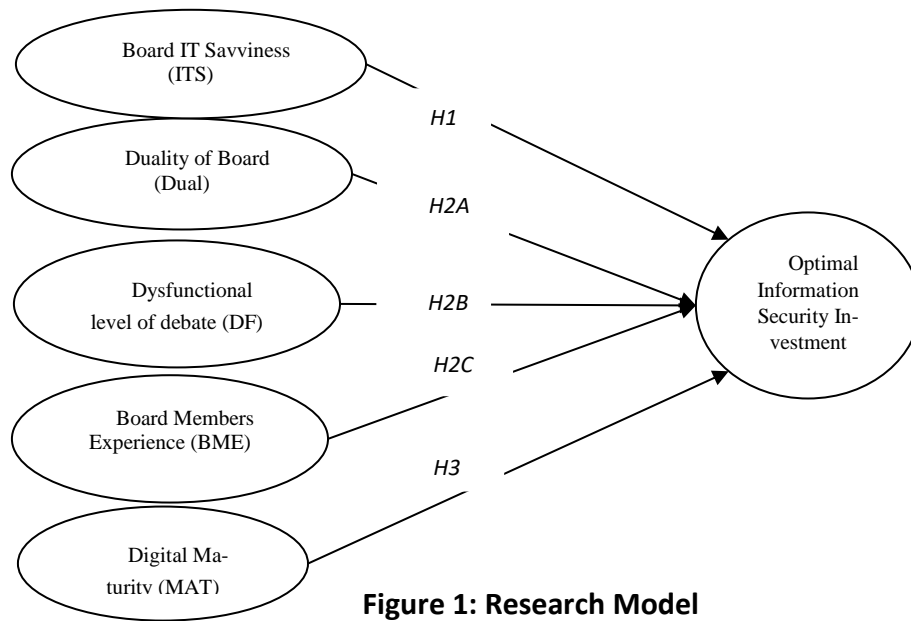 Board IT Savviness
(ITS)
H1
Duality of Board
(Dual)
H2A
Dysfunctional
level of debate (DF)
H2B
Optimal
Information
Security In-
vestment
H2C
Board Members
Experience (BME)
H3
Digital Ma-
turity (MAT)
Figure 1: Research Model